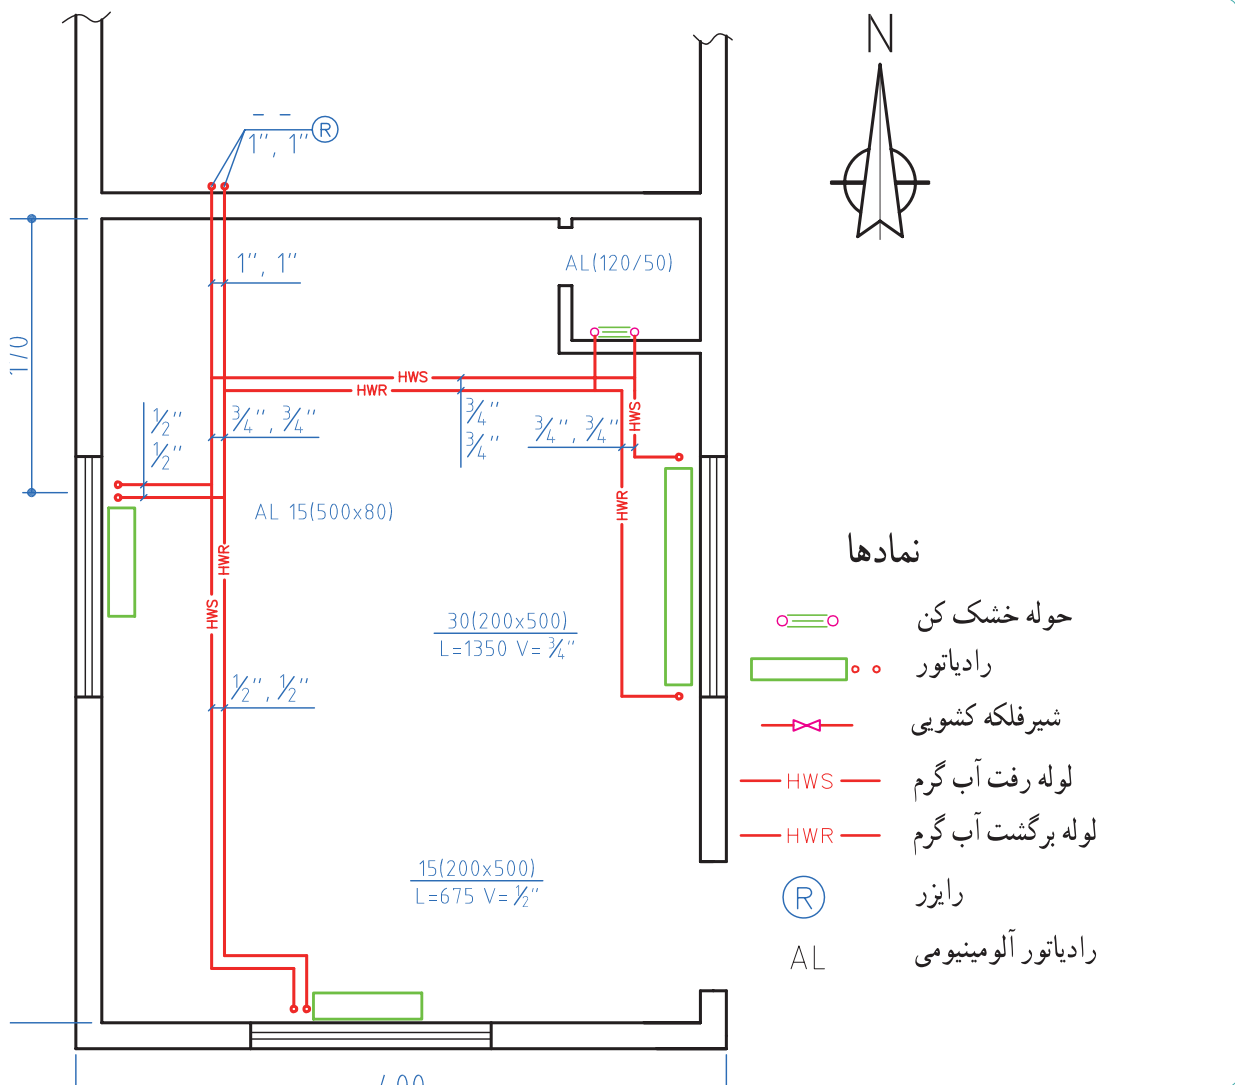 N
1", 1" R
1", 1"
AL(120/50)
170
HWS
HWR
1/2"
1/2"
3/4", 3/4"
3/4"
3/4"
3/4", 3/4"
HWS
HWR
AL 15(500x80)
HWR
HWS
30(200x500)
L=1350 V= 3/4"
1/2", 1/2"
15(200x500)
L=675 V= 1/2"
نمادها
حوله خشک کن
رادیاتور
شیرفلکه کشویی
HWS لوله رفت آب گرم
HWR لوله برگشت آب گرم
R رایزر
AL رادیاتور آلومینیومی